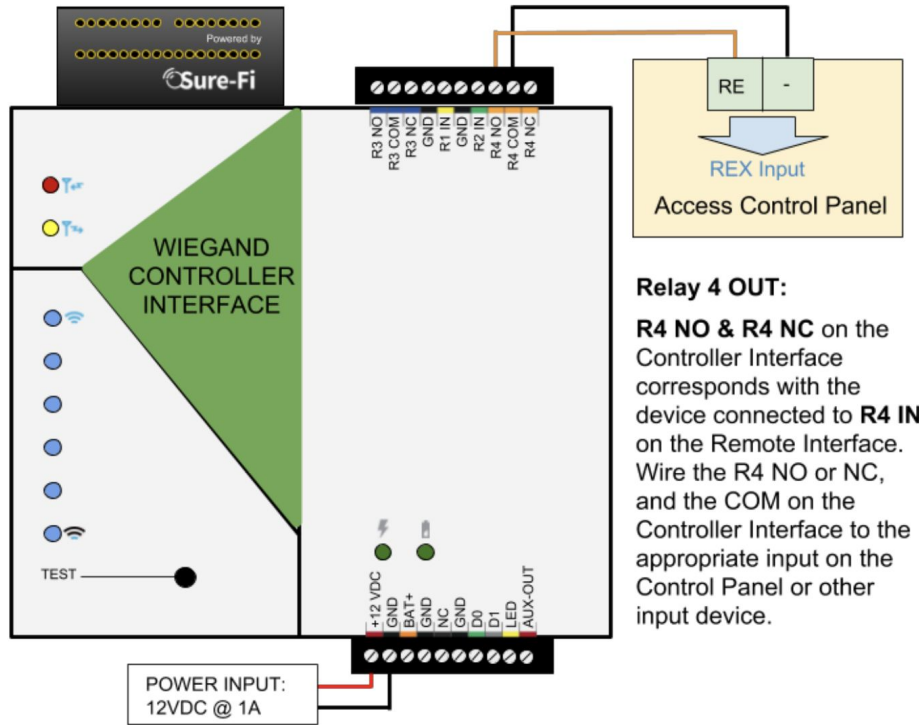 Powered by
Sure-Fi
R3 NO
R3 COM
R3 NC
GND
R1 IN
GND
R2 IN
R4 NO
R4 COM
R4 NC
RE
-
REX Input
Access Control Panel
WIEGAND
CONTROLLER
INTERFACE
Relay 4 OUT:
R4 NO & R4 NC on the
Controller Interface
corresponds with the
device connected to R4 IN
on the Remote Interface.
Wire the R4 NO or NC,
and the COM on the
Controller Interface to the
appropriate input on the
Control Panel or other
input device.
TEST
+12 VDC
GND
BAT+
GND
NC
GND
D0
D1
LED
AUX-OUT
POWER INPUT:
12VDC @ 1A